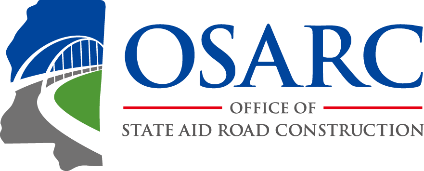 OSARC
OFFICE OF
STATE AID ROAD CONSTRUCTION